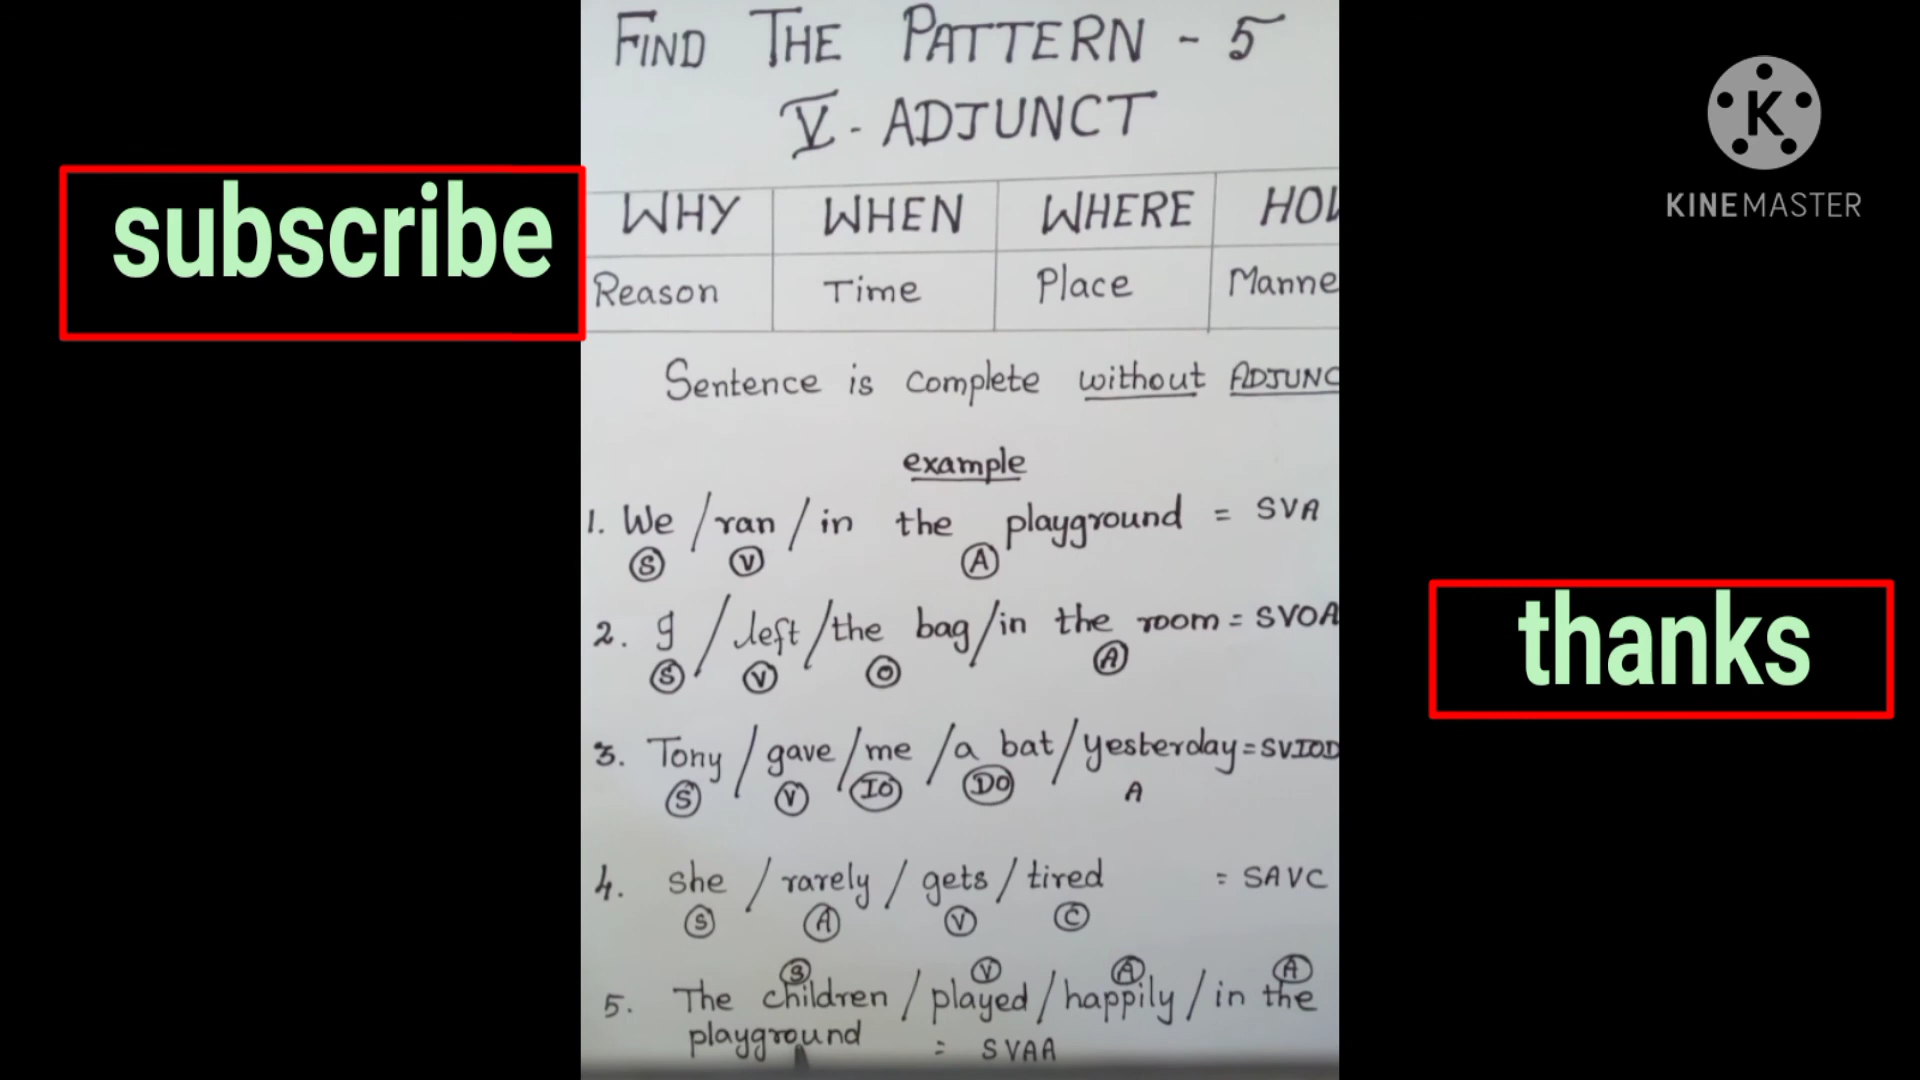 FIND THE PATTERN - 5
V - ADJUNCT
subscribe
K
KINEMASTER
WHY WHEN WHERE HOW
Reason Time Place Manne
Sentence is complete without ADJUNC
example
1. We / ran / in the playground = SVA
S V A
2. I / left / the bag / in the room = SVOA
S V O A
thanks
3. Tony / gave / me / a bat / yesterday = SVIOD
S V IO DO A
4. she / rarely / gets / tired = SAVC
S A V C
S V A A
5. The children / played / happily / in the
playground = SVAA